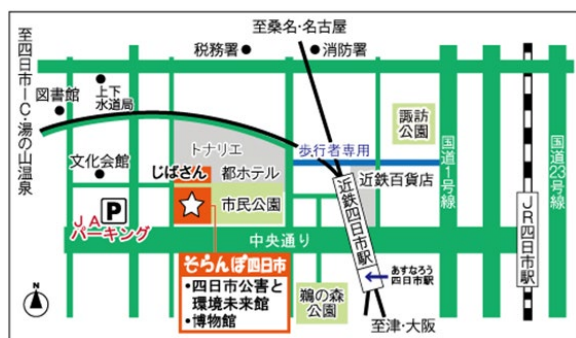 至桑名・名古屋
税務署
消防署
至四日市IC・湯の山温泉
図書館
上下
水道局
諏訪
公園
国道1号線
国道23号線
トナリエ
歩行者専用
文化会館
じばさん
都ホテル
近鉄百貨店
近鉄四日市駅
JR四日市駅
市民公園
P
JA
パーキング
中央通り
そらんぽ四日市
・四日市公害と
環境未来館
・博物館
鵜の森
公園
あすなろう
四日市駅
至津・大阪
N